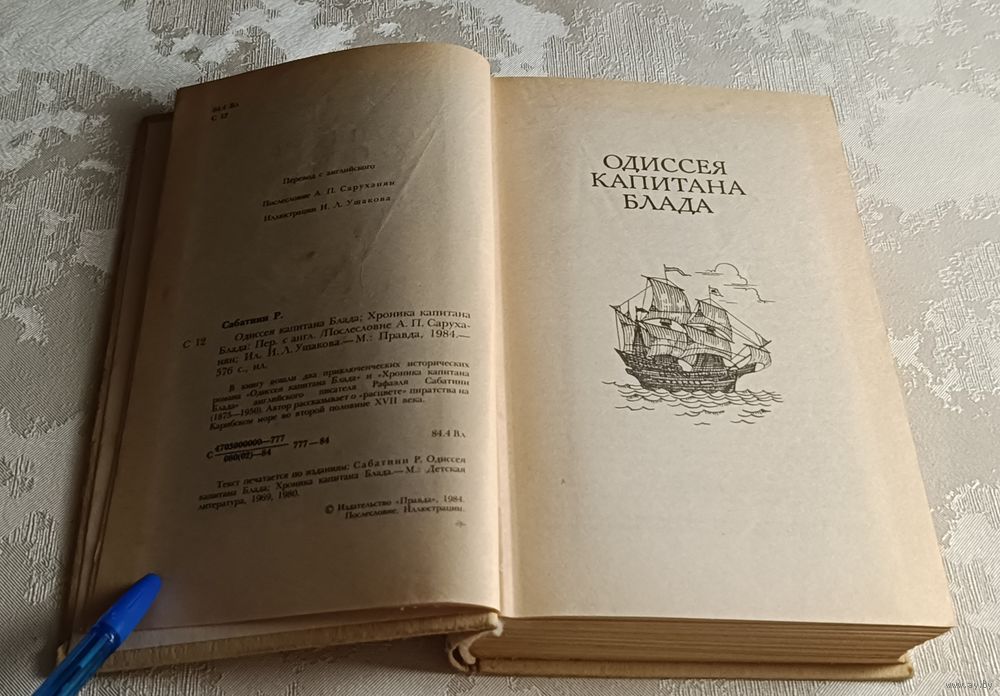 84.4 Вл
С 12
Перевод с английского
Послесловие А. П. Саруханян
Иллюстрации И. Л. Ушакова
Сабатини Р.
С 12 Одиссея капитана Блада; Хроника капитана
Блада: Пер. с англ. /Послесловие А. П. Саруха-
нян; Ил. И. Л. Ушакова.— М.: Правда, 1984.—
576 с., ил.
В книгу вошли два приключенческих исторических
романа «Одиссея капитана Блада» и «Хроника капитана
Блада» английского писателя Рафаэля Сабатини
(1875—1950). Автор рассказывает о «расцвете» пиратства на
Карибском море во второй половине XVII века.
С 4703000000—777
080(02)—84 777—84
84.4 Вл
Текст печатается по изданиям: Сабатини Р. Одиссея
капитана Блада; Хроника капитана Блада.— М.: Детская
литература, 1969, 1980.
© Издательство «Правда», 1984.
Послесловие. Иллюстрации.
ОДИССЕЯ
КАПИТАНА
БЛАДА
www.ay.by